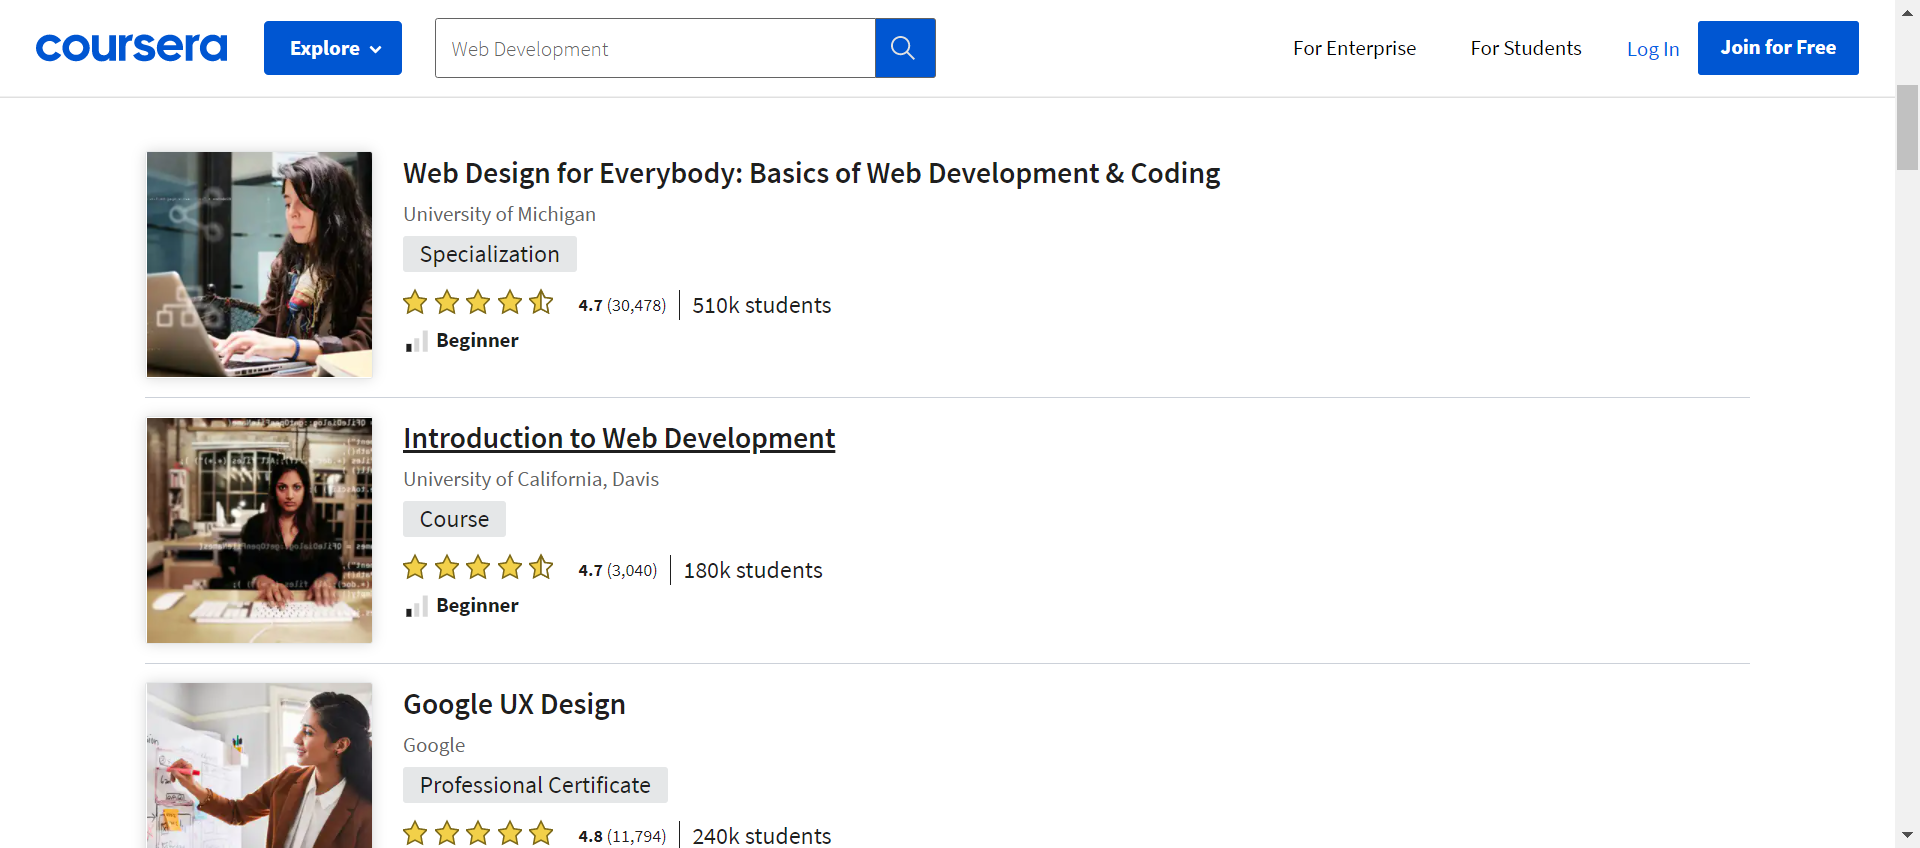 coursera
Explore
Web Development
For Enterprise
For Students
Log In
Join for Free
Web Design for Everybody: Basics of Web Development & Coding
University of Michigan
Specialization
4.7 (30,478) 510k students
Beginner
Introduction to Web Development
University of California, Davis
Course
4.7 (3,040) 180k students
Beginner
Google UX Design
Google
Professional Certificate
4.8 (11,794) 240k students